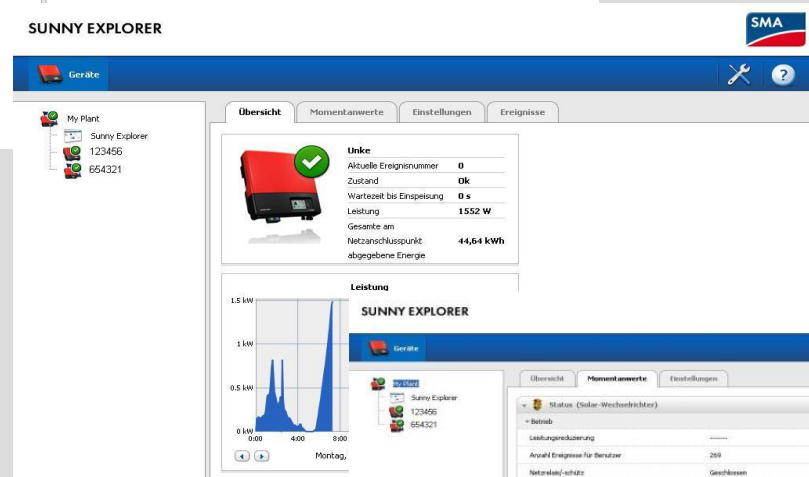 SUNNY EXPLORER
SMA
Geräte
?
My Plant
Sunny Explorer
123456
654321
Übersicht Momentanwerte Einstellungen Ereignisse
Unke
Aktuelle Ereignisnummer 0
Zustand Ok
Wartezeit bis Einspeisung 0 s
Leistung 1552 W
Gesamte am
Netzanschlusspunkt 44,64 kWh
abgegebene Energie
Leistung
1.5 kW
1 kW
0.5 kW
0 kW
0:00 4:00 8:00
Montag,
SUNNY EXPLORER
Geräte
My Plant
Sunny Explorer
123456
654321
Übersicht Momentanwerte Einstellungen
Status (Solar-Wechselrichter)
Betrieb
Leistungsreduzierung -------
Anzahl Ereignisse für Benutzer 269
Netzrelais/-schütz Geschlossen